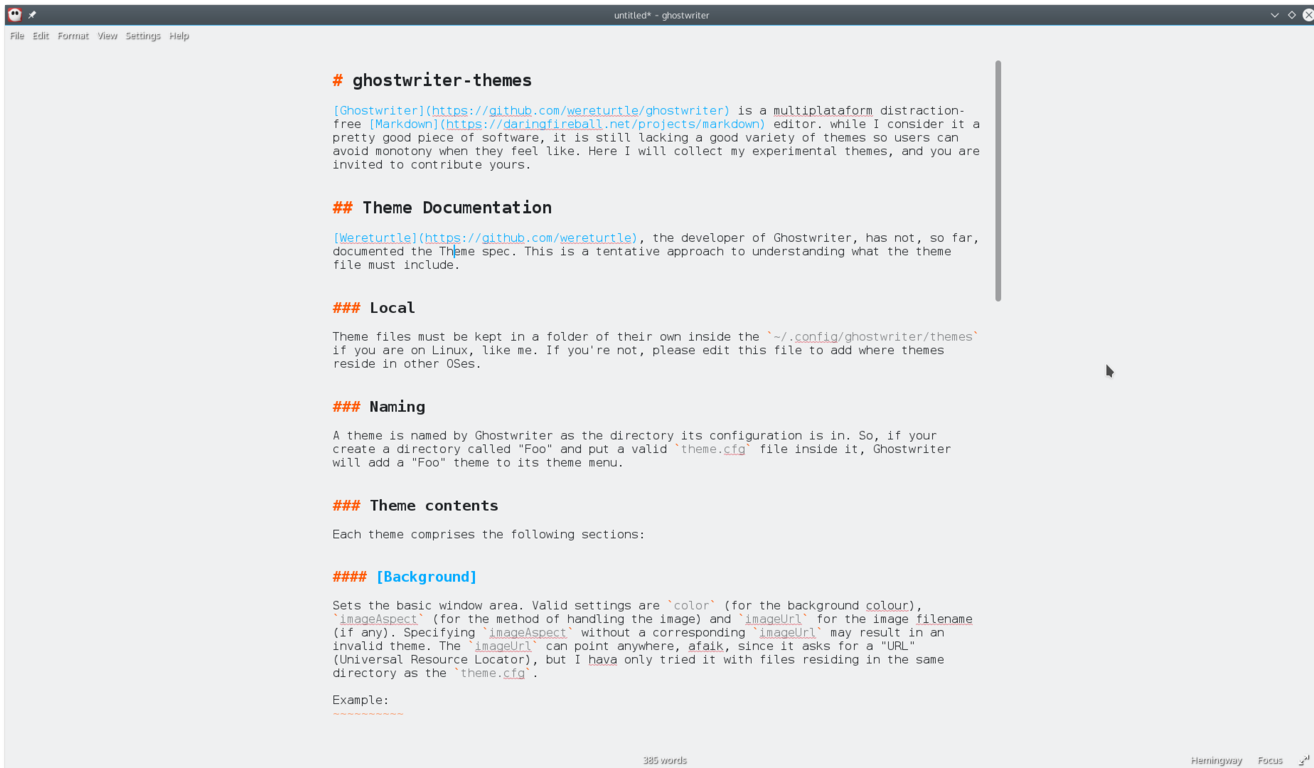 untitled* - ghostwriter
File Edit Format View Settings Help
# ghostwriter-themes
[Ghostwriter](https://github.com/wereturtle/ghostwriter) is a multiplataform distraction-
free [Markdown](https://daringfireball.net/projects/markdown) editor. while I consider it a
pretty good piece of software, it is still lacking a good variety of themes so users can
avoid monotony when they feel like. Here I will collect my experimental themes, and you are
invited to contribute yours.
## Theme Documentation
[Wereturtle](https://github.com/wereturtle), the developer of Ghostwriter, has not, so far,
documented the Theme spec. This is a tentative approach to understanding what the theme
file must include.
### Local
Theme files must be kept in a folder of their own inside the `~/.config/ghostwriter/themes`
if you are on Linux, like me. If you're not, please edit this file to add where themes
reside in other OSes.
### Naming
A theme is named by Ghostwriter as the directory its configuration is in. So, if your
create a directory called "Foo" and put a valid `theme.cfg` file inside it, Ghostwriter
will add a "Foo" theme to its theme menu.
### Theme contents
Each theme comprises the following sections:
#### [Background]
Sets the basic window area. Valid settings are `color` (for the background colour),
`imageAspect` (for the method of handling the image) and `imageUrl` for the image filename
(if any). Specifying `imageAspect` without a corresponding `imageUrl` may result in an
invalid theme. The `imageUrl` can point anywhere, afaik, since it asks for a "URL"
(Universal Resource Locator), but I hava only tried it with files residing in the same
directory as the `theme.cfg`.
Example:
~~~~~~~~~~
385 words
Hemingway Focus